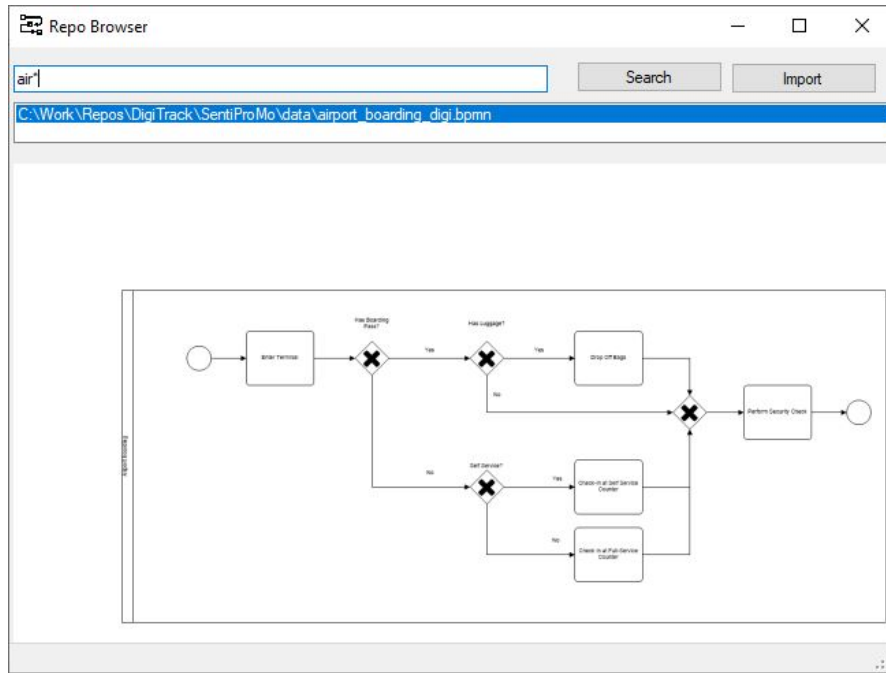 Repo Browser
air*
Search
Import
C:\Work\Repos\DigiTrack\SentiProMo\data\airport_boarding_digi.bpmn
Has Boarding
Pass?
Has Luggage?
Enter Terminal
Yes
Yes
Drop Off Bags
No
Perform Security Check
Airport Boarding
Self Service?
No
Yes
Check-In at Self Service
Counter
No
Check In at Full-Service
Counter